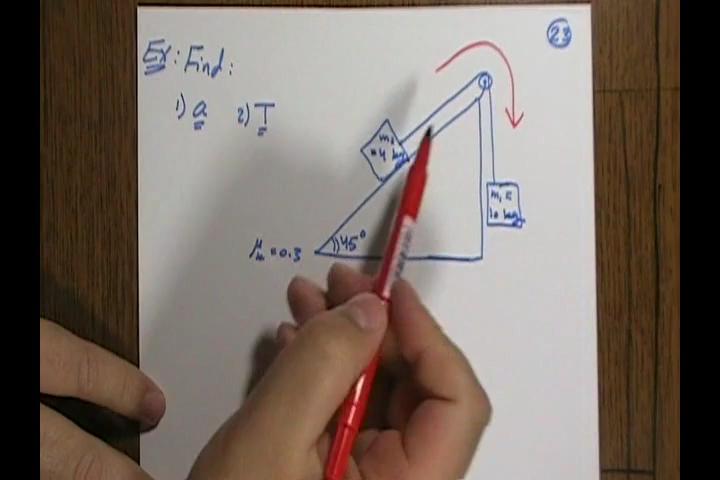 Ex: Find:
23
1) a 2) T
m₂
= 4 kg
m₁ =
10 kg
μₖ = 0.3
45°